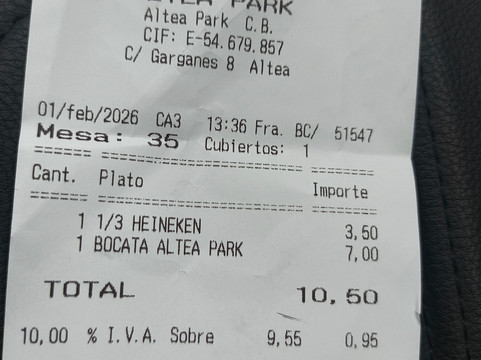 ALTEA PARK
Altea Park C.B.
CIF: E-54.679.857
C/ Garganes 8 Altea
01/feb/2026 CA3 13:36 Fra. BC/ 51547
Mesa: 35 Cubiertos: 1
Cant. Plato Importe
1 1/3 HEINEKEN 3,50
1 BOCATA ALTEA PARK 7,00
TOTAL 10,50
10,00 % I.V.A. Sobre 9,55 0,95